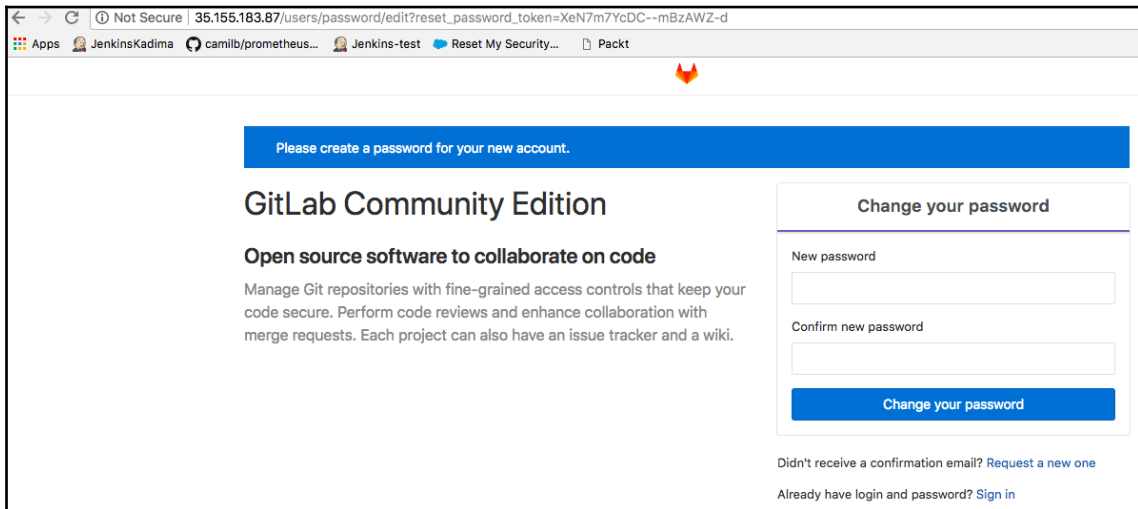 Not Secure | 35.155.183.87/users/password/edit?reset_password_token=XeN7m7YcDC--mBzAWZ-d
Apps JenkinsKadima camilb/prometheus... Jenkins-test Reset My Security... Packt
Please create a password for your new account.
GitLab Community Edition
Open source software to collaborate on code
Manage Git repositories with fine-grained access controls that keep your
code secure. Perform code reviews and enhance collaboration with
merge requests. Each project can also have an issue tracker and a wiki.
Change your password
New password
Confirm new password
Change your password
Didn't receive a confirmation email? Request a new one
Already have login and password? Sign in